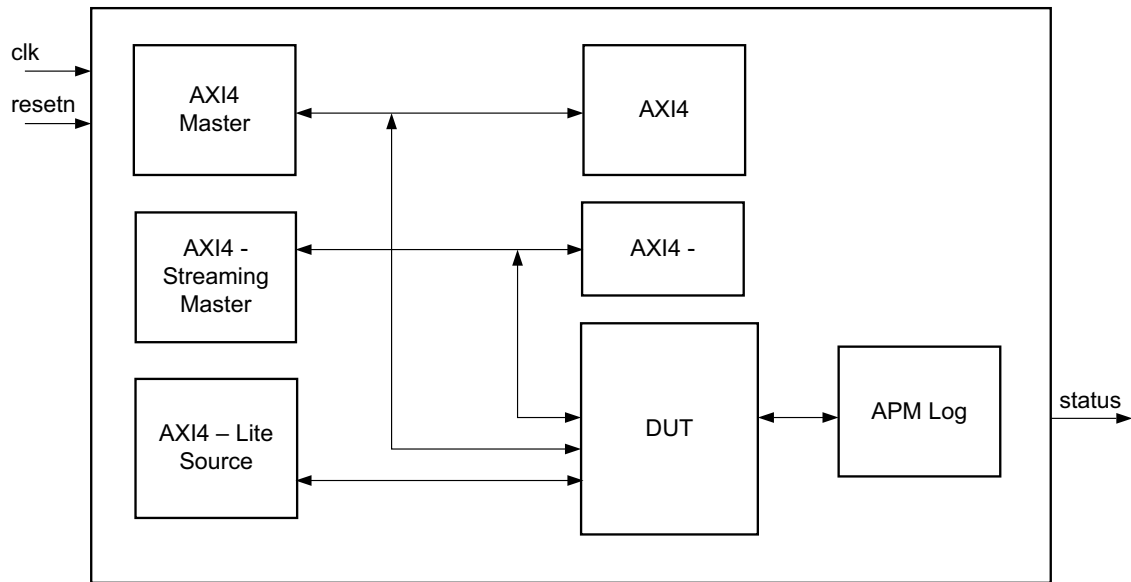 clk
resetn
AXI4
Master
AXI4
AXI4 -
Streaming
Master
AXI4 -
AXI4 – Lite
Source
DUT
APM Log
status